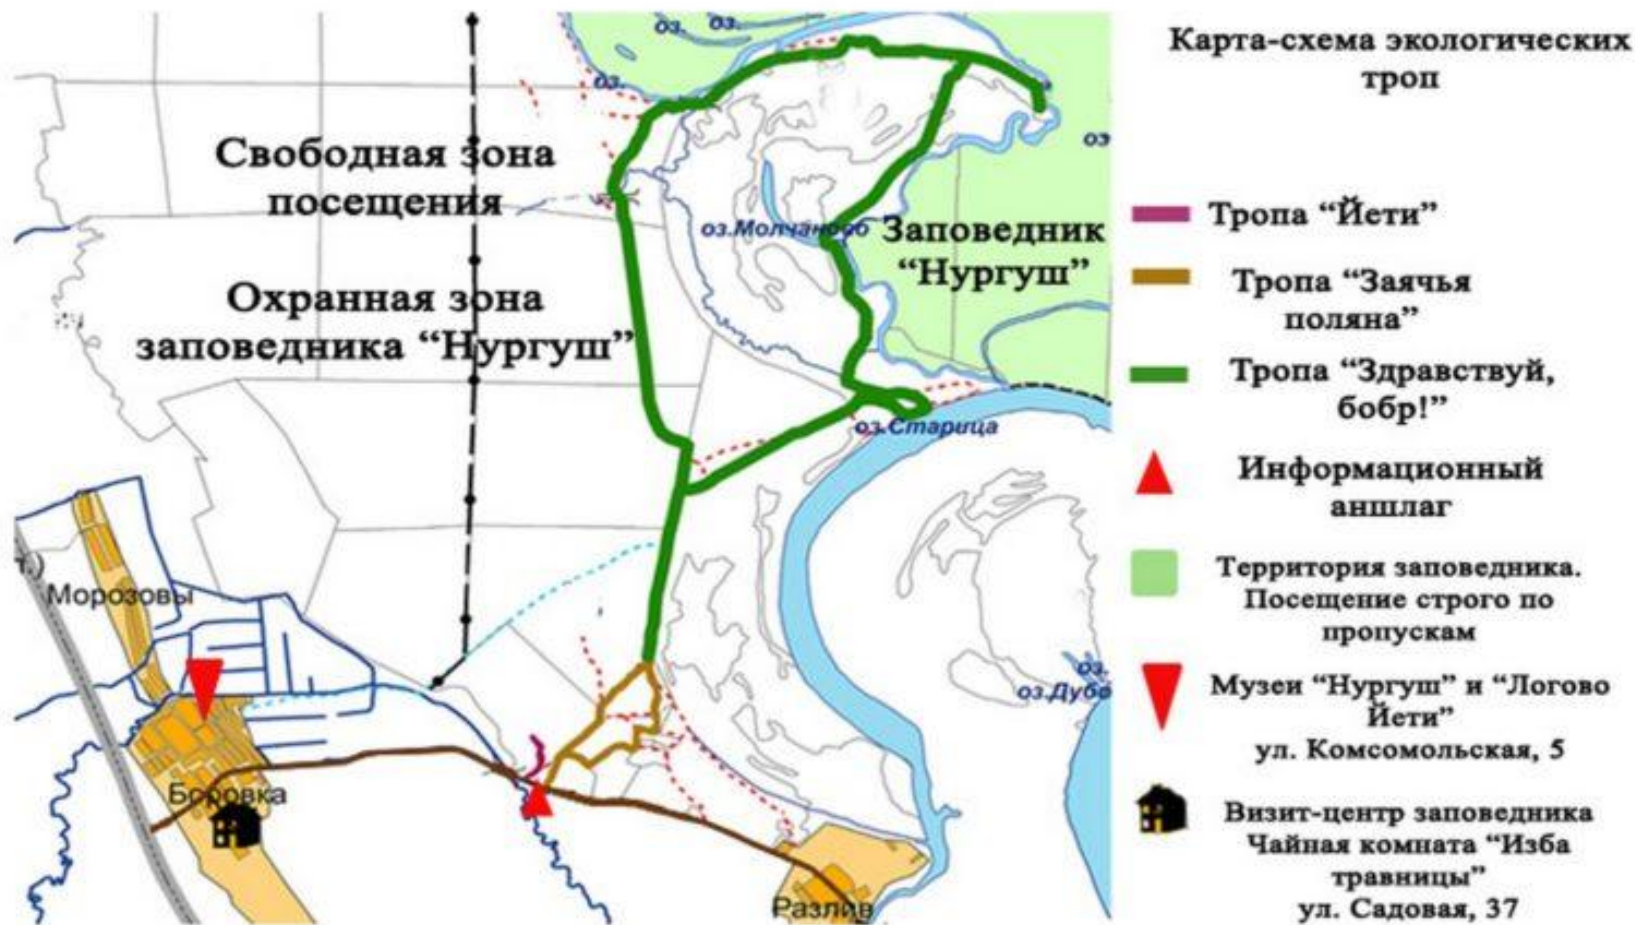 Карта-схема экологических
троп
оз.
оз.
оз.
оз
Свободная зона
посещения
оз.Молчаново
Заповедник
“Нургуш”
Охранная зона
заповедника “Нургуш”
оз.Старица
Морозовы
оз.
оз.Дубо
Боровка
Разлив
Тропа “Йети”
Тропа “Заячья
поляна”
Тропа “Здравствуй,
бобр!”
Информационный
аншлаг
Территория заповедника.
Посещение строго по
пропускам
Музеи “Нургуш” и “Логово
Йети”
ул. Комсомольская, 5
Визит-центр заповедника
Чайная комната “Изба
травницы”
ул. Садовая, 37